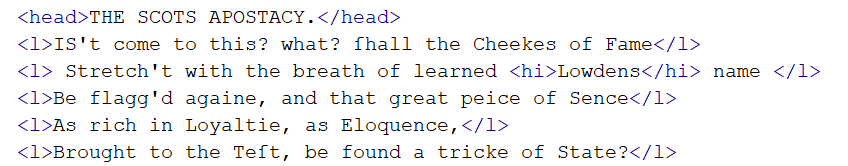 <head>THE SCOTS APOSTACY.</head>
<l>IS't come to this? what? ſhall the Cheekes of Fame</l>
<l> Stretch't with the breath of learned <hi>Lowdens</hi> name </l>
<l>Be flagg'd againe, and that great peice of Sence</l>
<l>As rich in Loyaltie, as Eloquence,</l>
<l>Brought to the Teſt, be found a tricke of State?</l>